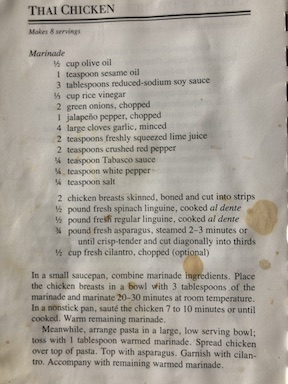 THAI CHICKEN
Makes 8 servings
Marinade
½ cup olive oil
1 teaspoon sesame oil
3 tablespoons reduced-sodium soy sauce
⅓ cup rice vinegar
2 green onions, chopped
1 jalapeño pepper, chopped
4 large cloves garlic, minced
2 teaspoons freshly squeezed lime juice
2 teaspoons crushed red pepper
¼ teaspoon Tabasco sauce
¼ teaspoon white pepper
¼ teaspoon salt
2 chicken breasts skinned, boned and cut into strips
½ pound fresh spinach linguine, cooked al dente
½ pound fresh regular linguine, cooked al dente
¾ pound fresh asparagus, steamed 2–3 minutes or
until crisp-tender and cut diagonally into thirds
½ cup fresh cilantro, chopped (optional)
In a small saucepan, combine marinade ingredients. Place
the chicken breasts in a bowl with 3 tablespoons of the
marinade and marinate 20–30 minutes at room temperature.
In a nonstick pan, sauté the chicken 7 to 10 minutes or until
cooked. Warm remaining marinade.
Meanwhile, arrange pasta in a large, low serving bowl;
toss with 1 tablespoon warmed marinade. Spread chicken
over top of pasta. Top with asparagus. Garnish with cilan-
tro. Accompany with remaining warmed marinade.